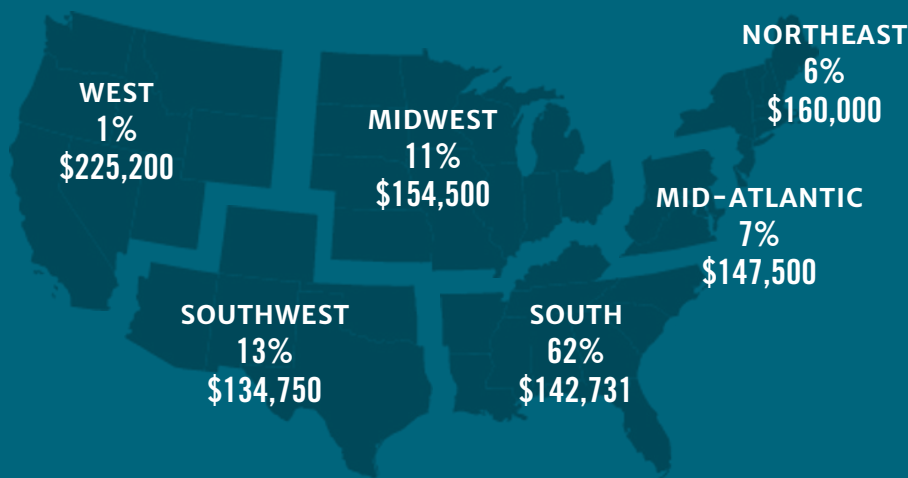 NORTHEAST
6%
$160,000
WEST
1%
$225,200
MIDWEST
11%
$154,500
MID-ATLANTIC
7%
$147,500
SOUTHWEST
13%
$134,750
SOUTH
62%
$142,731